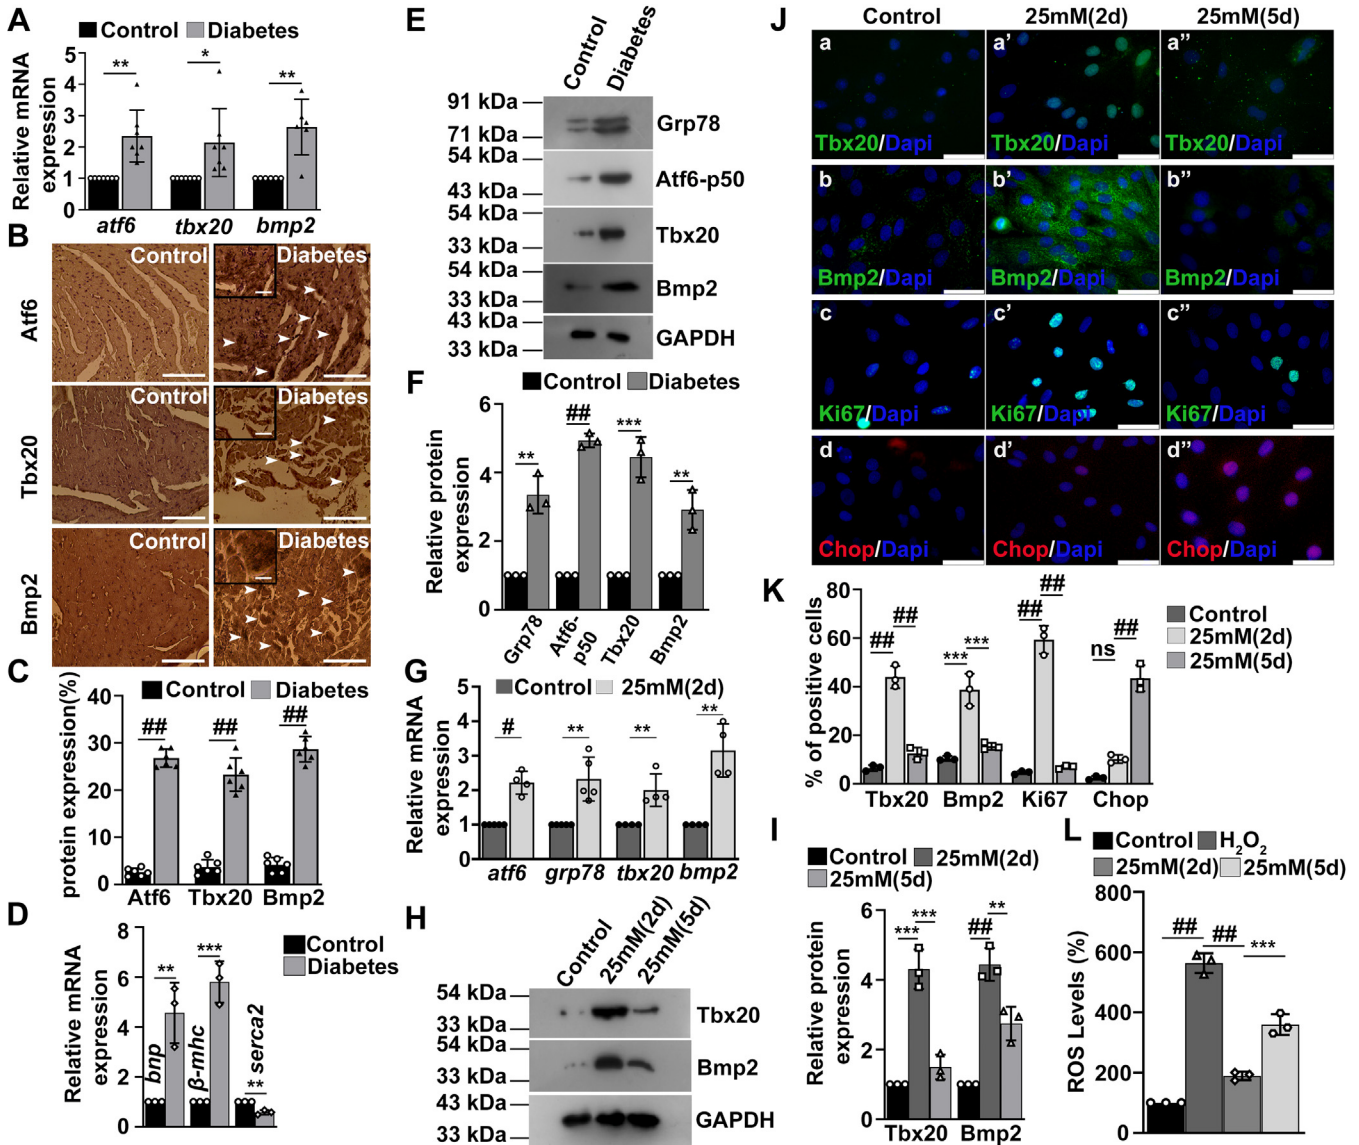 A
Control Diabetes
Relative mRNA
expression
5
4
3
2
1
0
** * **
atf6 tbx20 bmp2
B
Control Diabetes
Atf6
Control Diabetes
Tbx20
Control Diabetes
Bmp2
C
Control Diabetes
protein expression(%)
40
30
20
10
0
## ## ##
Atf6 Tbx20 Bmp2
D
Control
Diabetes
Relative mRNA
expression
8
6
4
2
0
** *** **
bnp β-mhc serca2
E
Control Diabetes
91 kDa
71 kDa
Grp78
54 kDa
43 kDa
Atf6-p50
54 kDa
33 kDa
Tbx20
54 kDa
33 kDa
Bmp2
43 kDa
33 kDa
GAPDH
F
Control Diabetes
Relative protein
expression
6
4
2
0
** ## *** **
Grp78 Atf6-p50 Tbx20 Bmp2
G
Control 25mM(2d)
Relative mRNA
expression
5
4
3
2
1
0
# ** ** **
atf6 grp78 tbx20 bmp2
H
Control 25mM(2d) 25mM(5d)
54 kDa
33 kDa
Tbx20
54 kDa
33 kDa
Bmp2
43 kDa
33 kDa
GAPDH
I
Control 25mM(2d)
25mM(5d)
Relative protein
expression
6
4
2
0
*** *** ## **
Tbx20 Bmp2
J
Control 25mM(2d) 25mM(5d)
a a' a''
Tbx20/Dapi Tbx20/Dapi Tbx20/Dapi
b b' b''
Bmp2/Dapi Bmp2/Dapi Bmp2/Dapi
c c' c''
Ki67/Dapi Ki67/Dapi Ki67/Dapi
d d' d''
Chop/Dapi Chop/Dapi Chop/Dapi
K
Control
25mM(2d)
25mM(5d)
% of positive cells
80
60
40
20
0
## ## *** *** ## ## ns ##
Tbx20 Bmp2 Ki67 Chop
L
Control H₂O₂
25mM(2d) 25mM(5d)
ROS Levels (%)
800
600
400
200
0
## ## ***